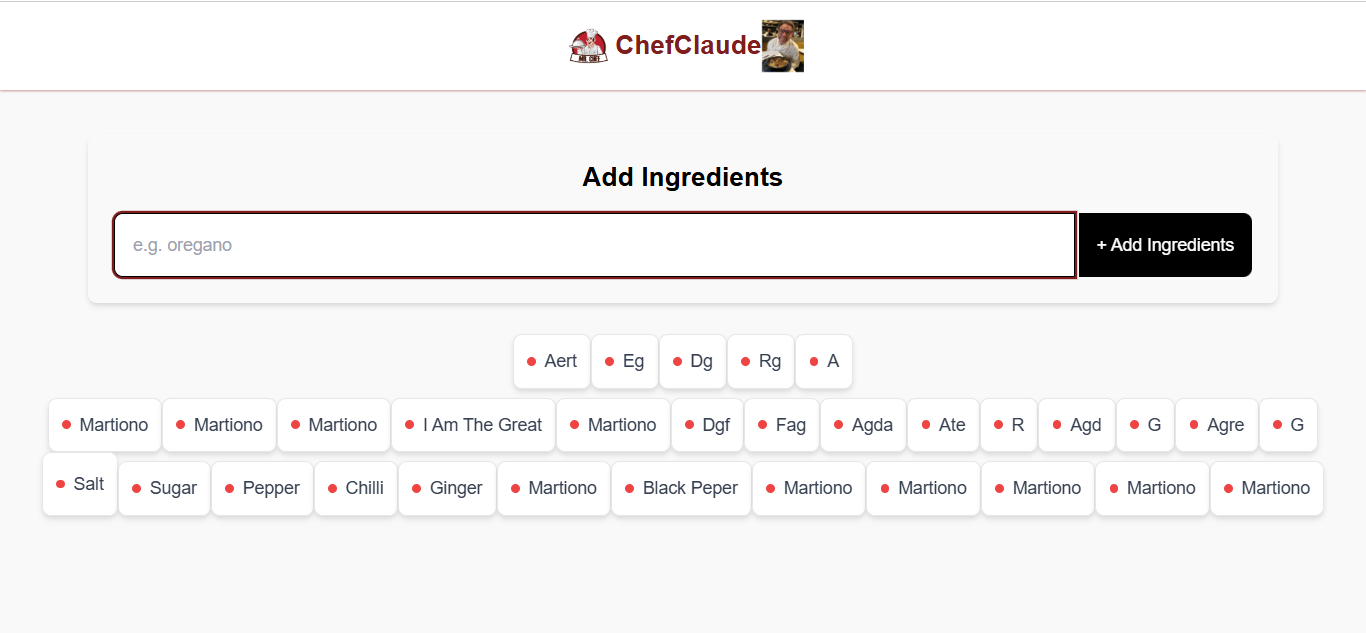 MR. CHEF
ChefClaude
Add Ingredients
e.g. oregano
+ Add Ingredients
Aert Eg Dg Rg A
Martiono Martiono Martiono I Am The Great Martiono Dgf Fag Agda Ate R Agd G Agre G
Salt Sugar Pepper Chilli Ginger Martiono Black Peper Martiono Martiono Martiono Martiono Martiono